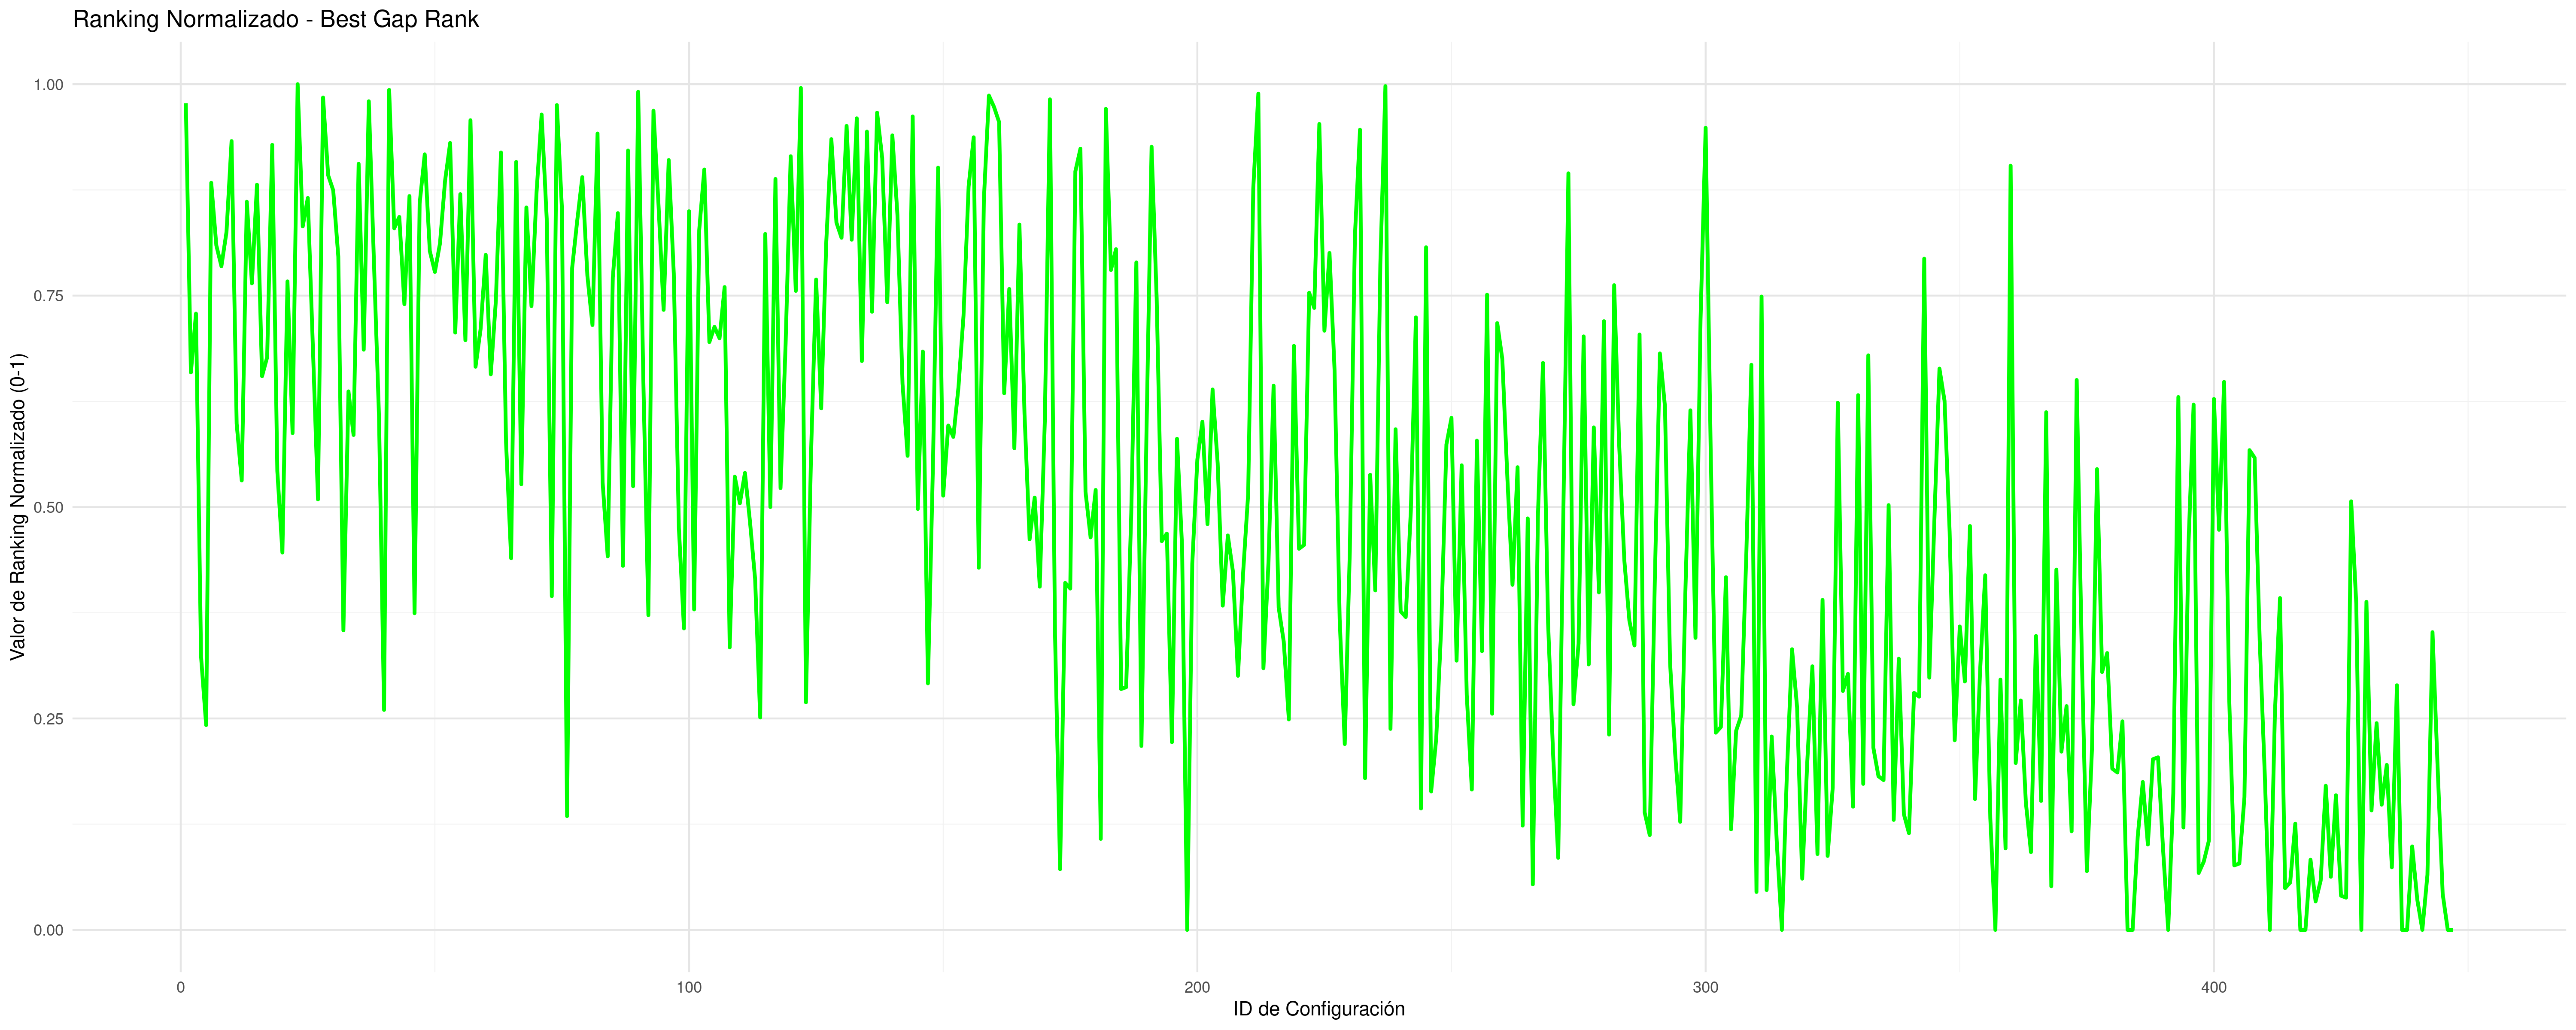 Ranking Normalizado - Best Gap Rank
Valor de Ranking Normalizado (0-1)
1.00
0.75
0.50
0.25
0.00
0 100 200 300 400
ID de Configuración